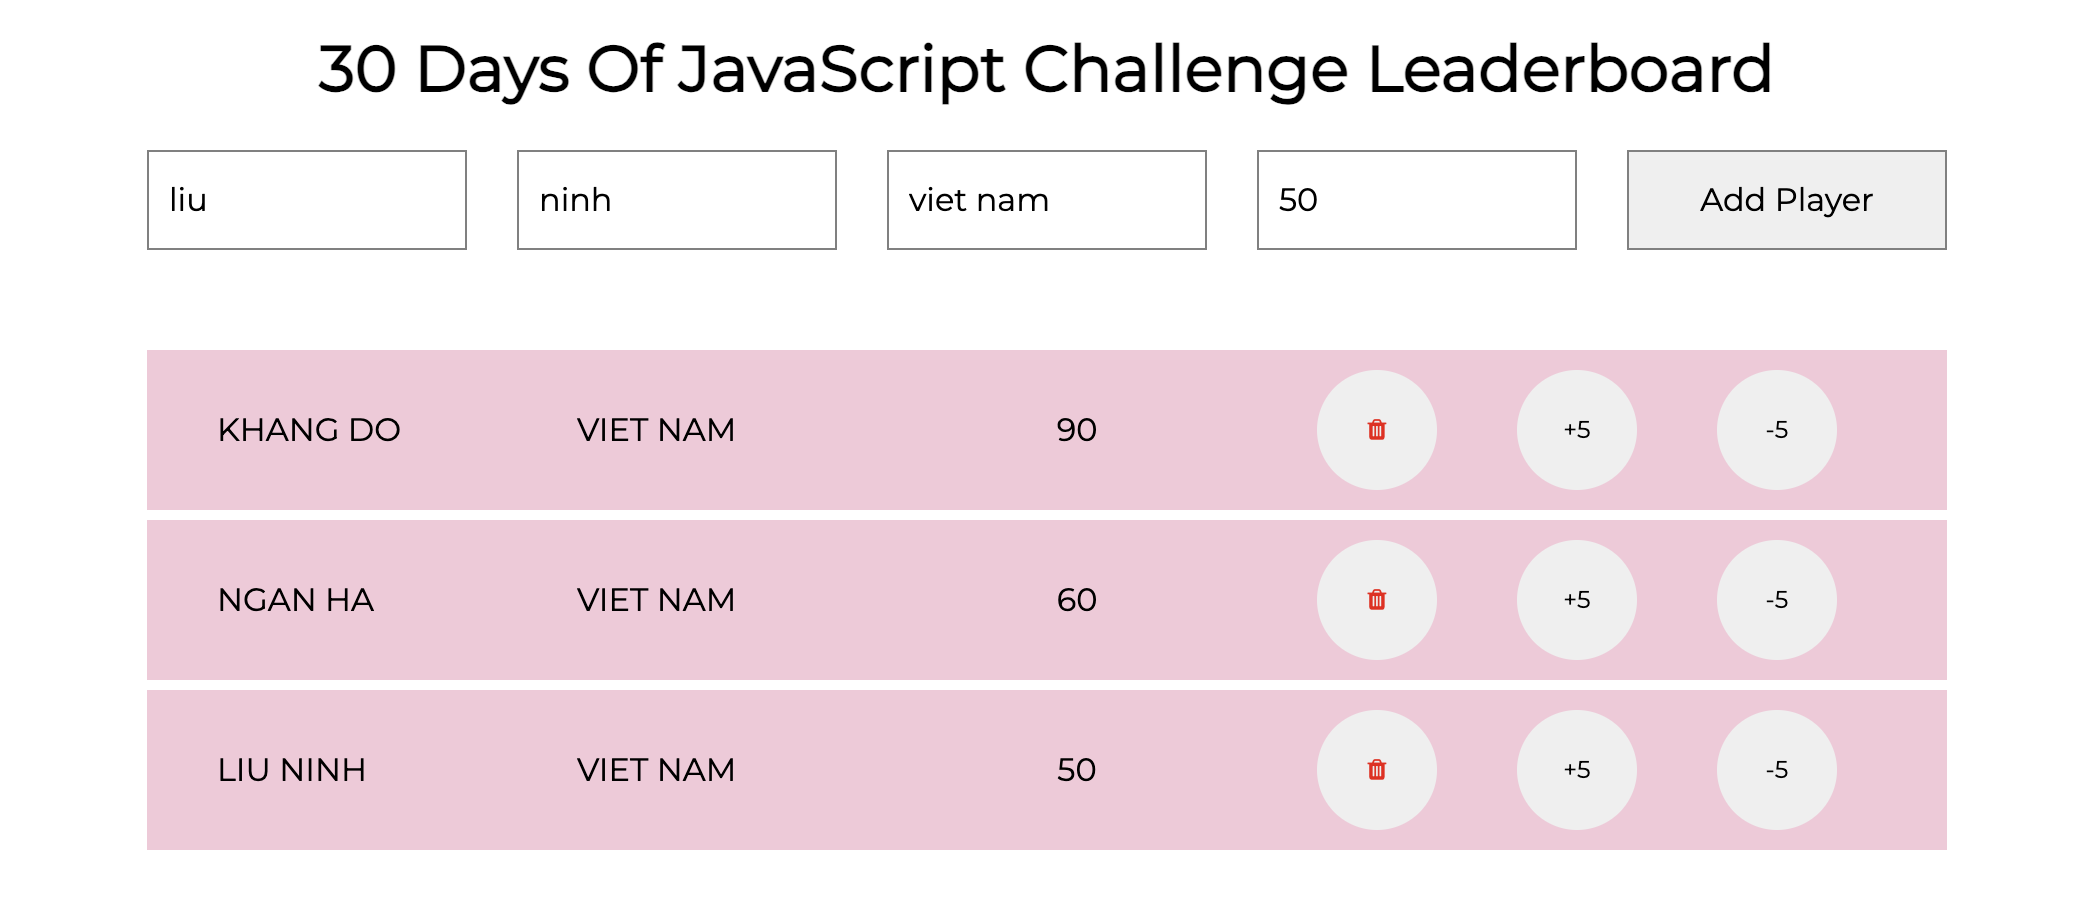 30 Days Of JavaScript Challenge Leaderboard
liu ninh viet nam 50 Add Player
KHANG DO VIET NAM 90 +5 -5
NGAN HA VIET NAM 60 +5 -5
LIU NINH VIET NAM 50 +5 -5